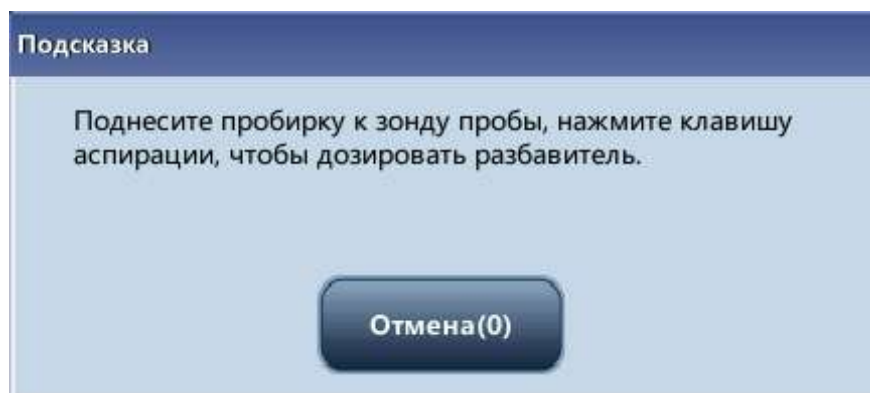 Подсказка
Поднесите пробирку к зонду пробы, нажмите клавишу
аспирации, чтобы дозировать разбавитель.
Отмена(0)